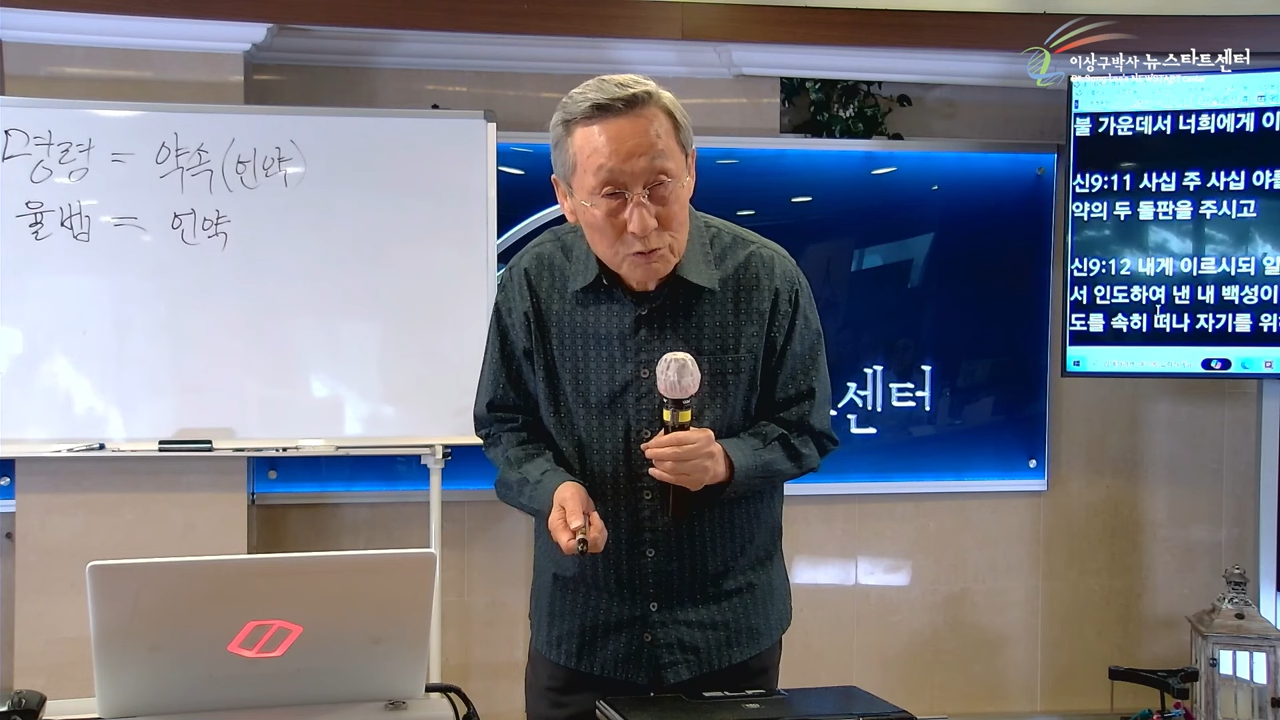 명령 = 약속(언약)
율법 = 언약
이상구박사 뉴스타트센터
불 가운데서 너희에게 이
신9:11 사십 주 사십 야를
약의 두 돌판을 주시고
신9:12 내게 이르시되 일
서 인도하여 낸 내 백성이
도를 속히 떠나 자기를 위
센터